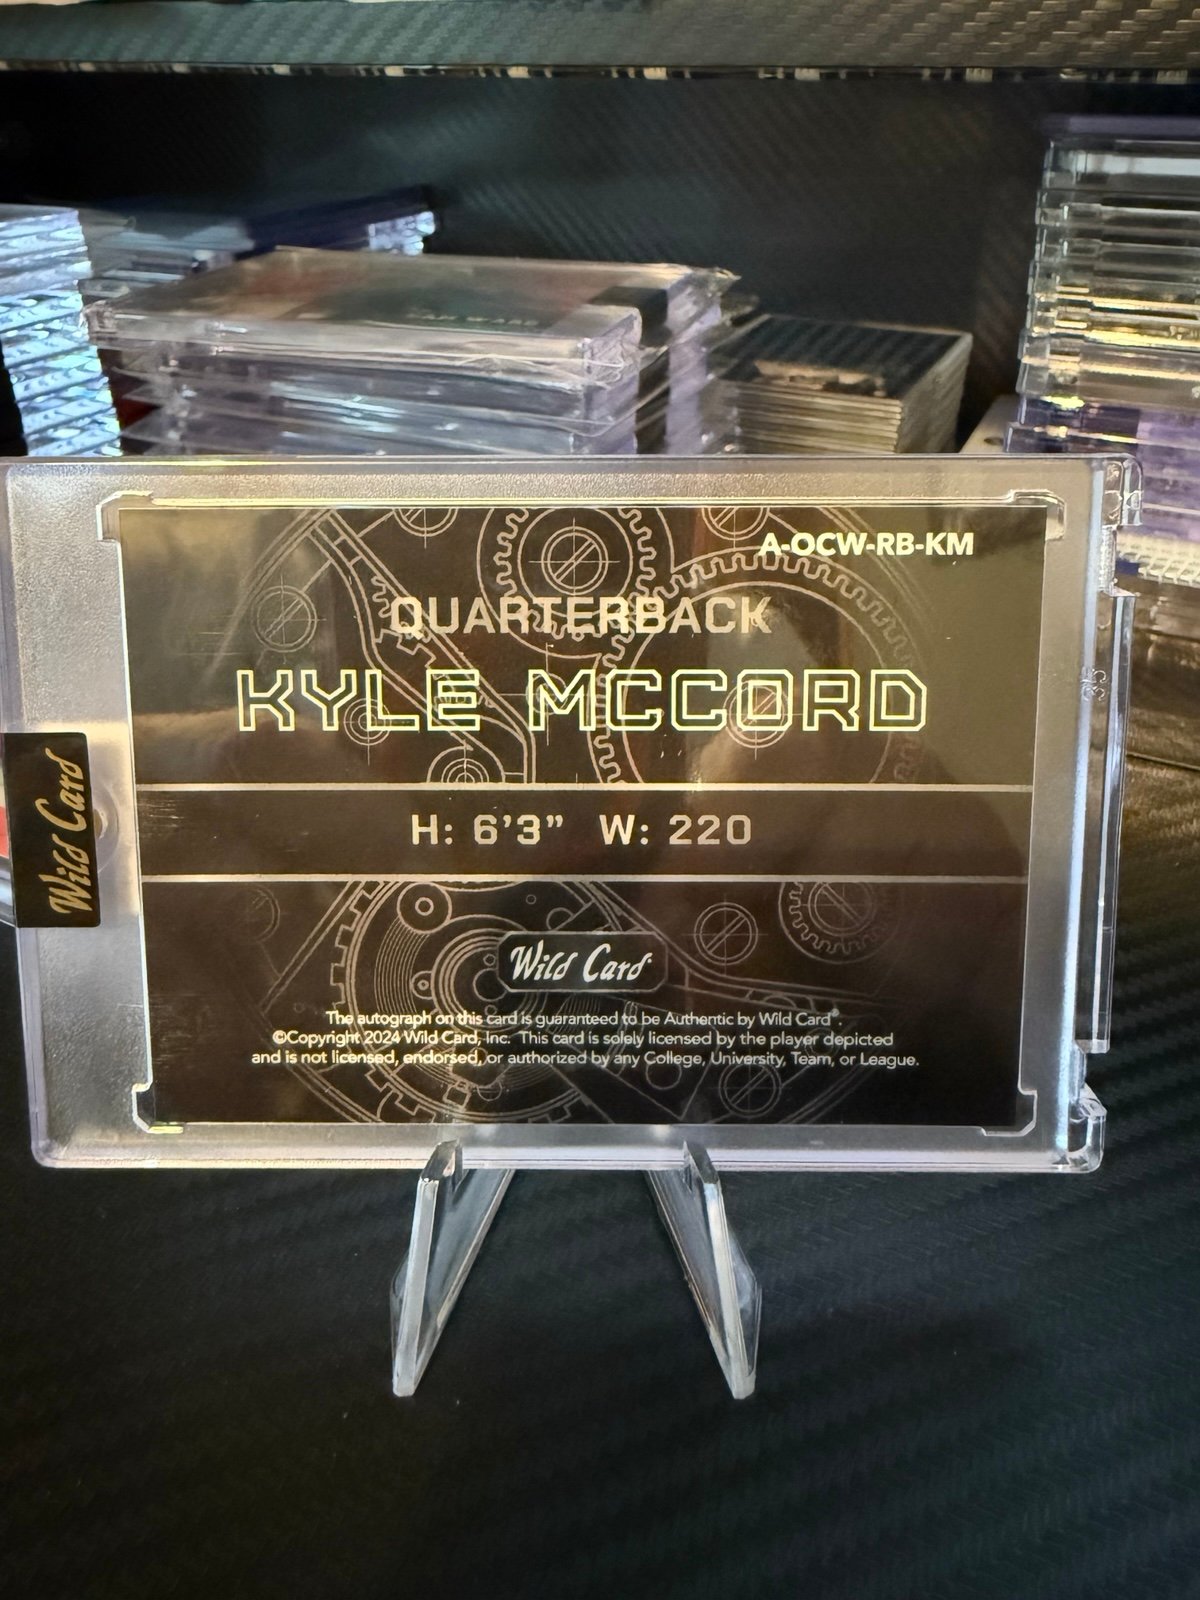 A-OCW-RB-KM
QUARTERBACK
KYLE MCCORD
H: 6'3" W: 220
Wild Card
Wild Card
The autograph on this card is guaranteed to be Authentic by Wild Card®.
©Copyright 2024 Wild Card, Inc. This card is solely licensed by the player depicted
and is not licensed, endorsed, or authorized by any College, University, Team, or League.